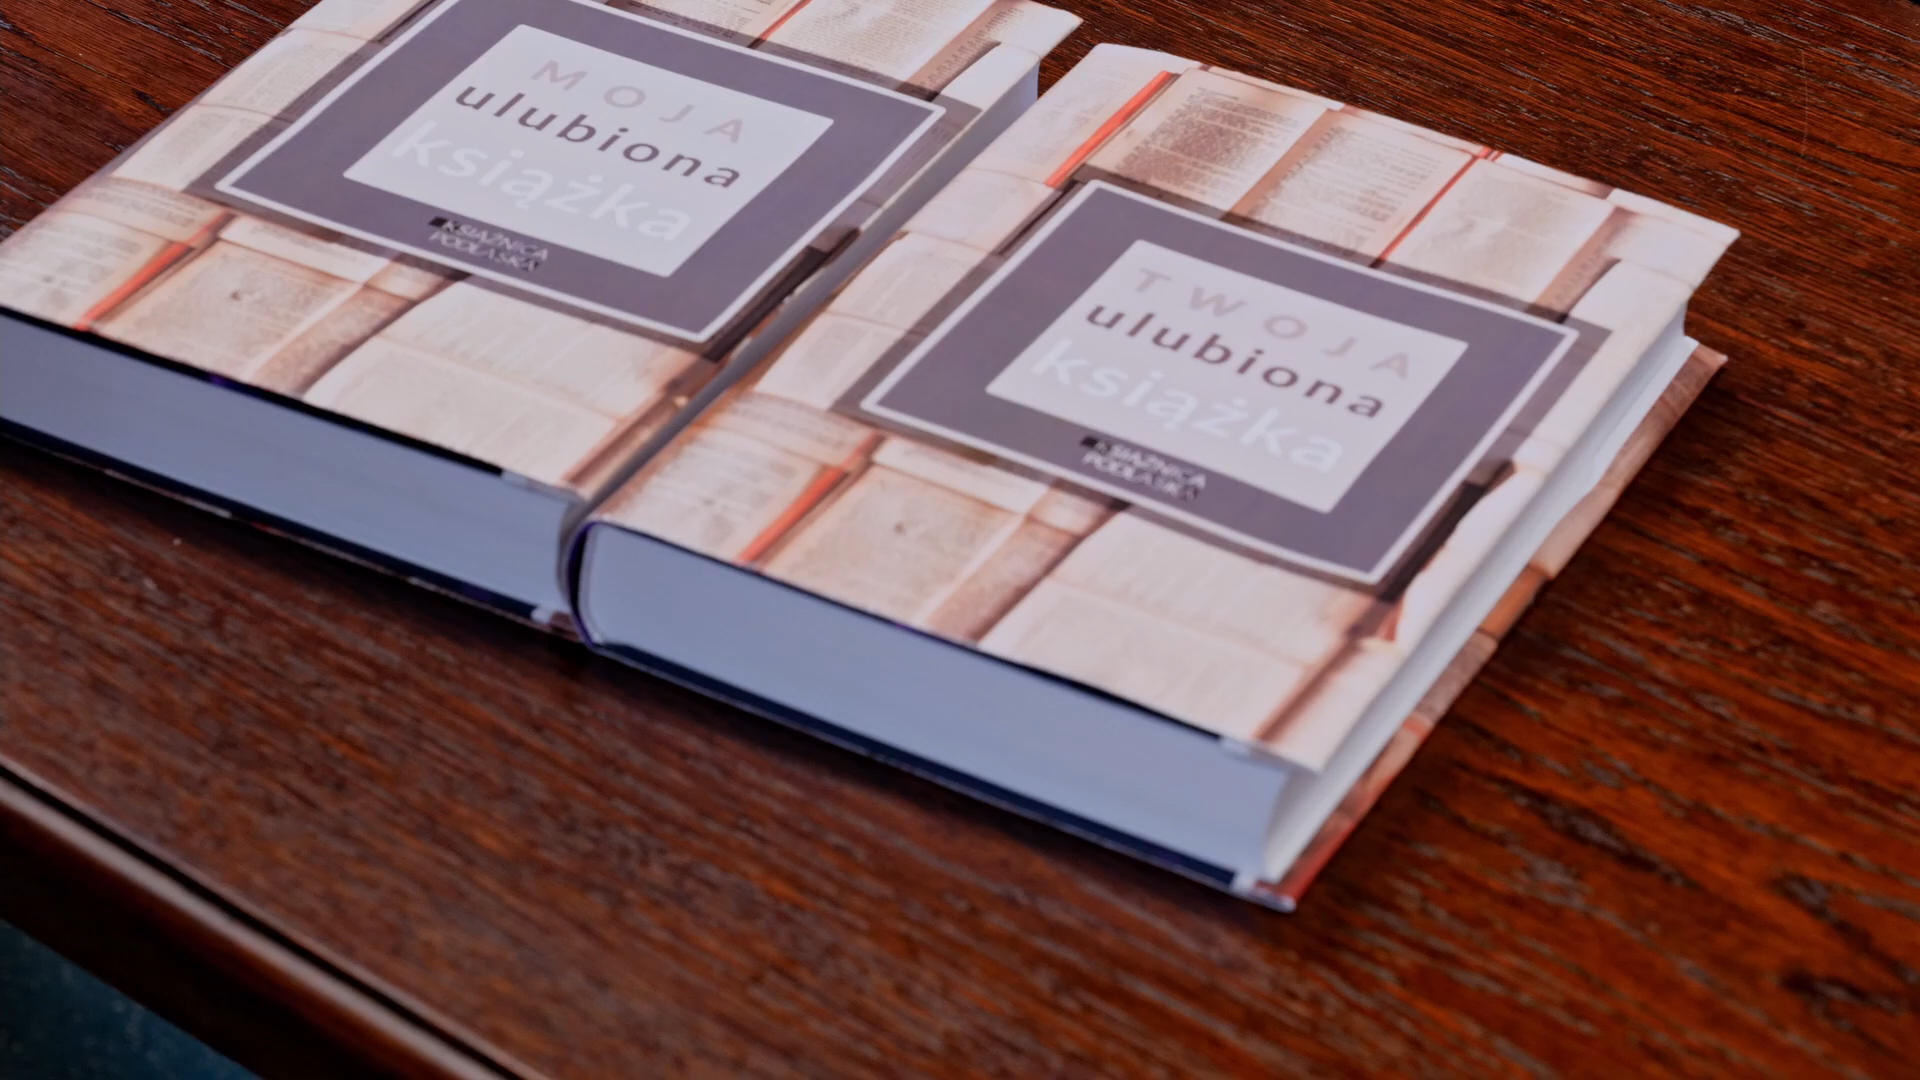 MOJA
ulubiona
książka
KSIĄŻNICA
PODLASKA
TWOJA
ulubiona
książka
KSIĄŻNICA
PODLASKA